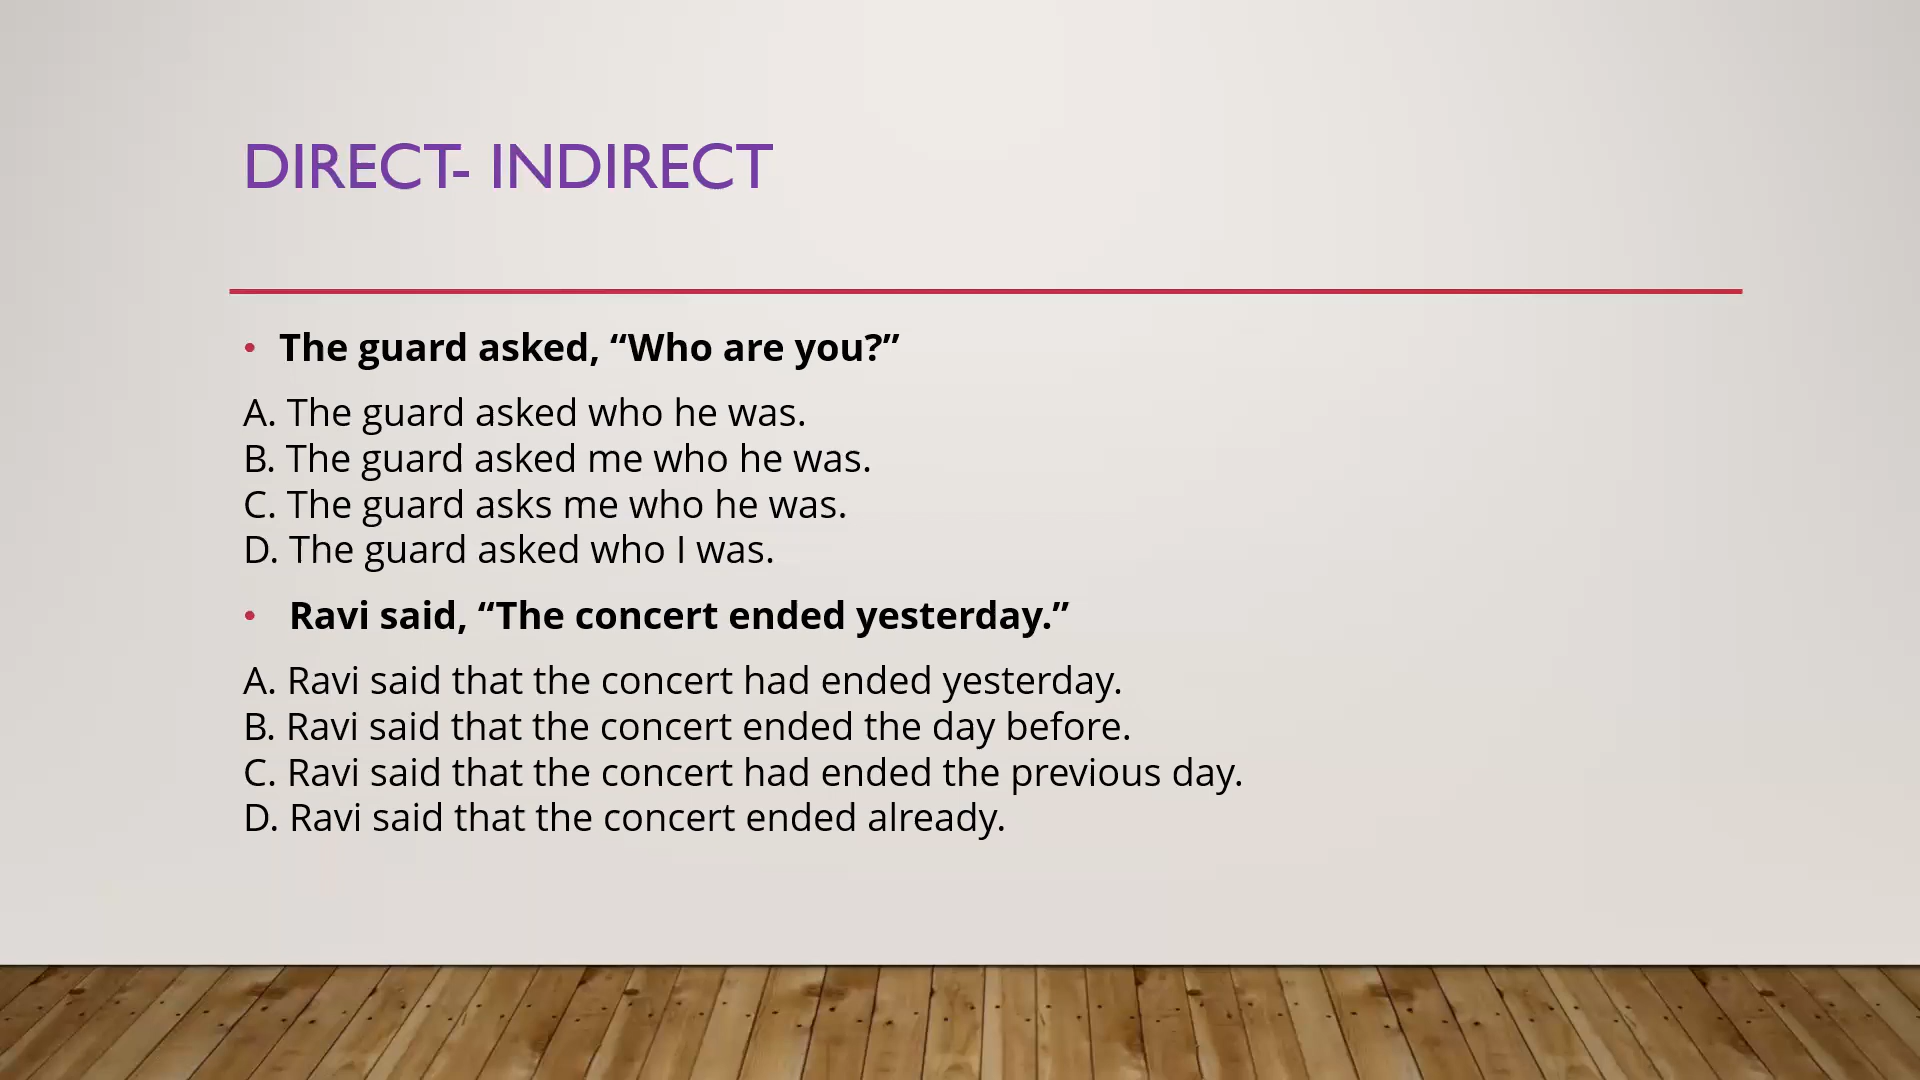 DIRECT- INDIRECT
• The guard asked, “Who are you?”
A. The guard asked who he was.
B. The guard asked me who he was.
C. The guard asks me who he was.
D. The guard asked who I was.
• Ravi said, “The concert ended yesterday.”
A. Ravi said that the concert had ended yesterday.
B. Ravi said that the concert ended the day before.
C. Ravi said that the concert had ended the previous day.
D. Ravi said that the concert ended already.